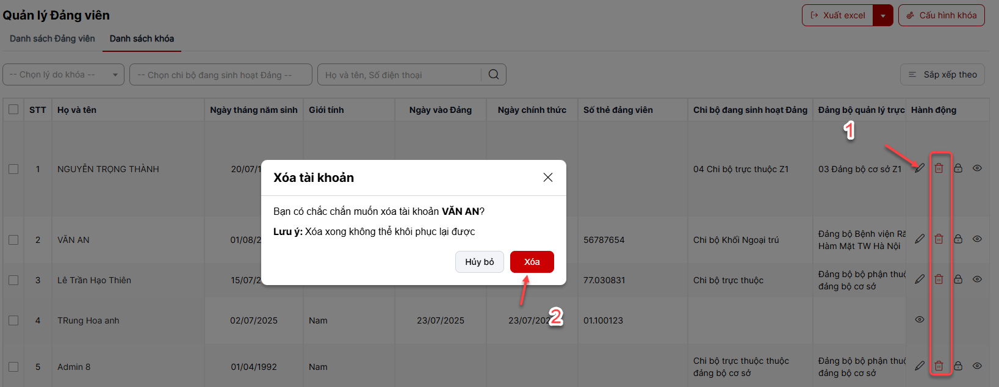 Quản lý Đảng viên
Xuất excel
Cấu hình khóa
Danh sách Đảng viên
Danh sách khóa
-- Chọn lý do khóa --
-- Chọn chi bộ đang sinh hoạt Đảng --
Họ và tên, Số điện thoại
Sắp xếp theo
STT Họ và tên Ngày tháng năm sinh Giới tính Ngày vào Đảng Ngày chính thức Số thẻ đảng viên Chi bộ đang sinh hoạt Đảng Đảng bộ quản lý trực Hành động
1
1 NGUYỄN TRỌNG THÀNH 20/07/1 04 Chi bộ trực thuộc Z1 03 Đảng bộ cơ sở Z1
Xóa tài khoản
Bạn có chắc chắn muốn xóa tài khoản VĂN AN?
Lưu ý: Xóa xong không thể khôi phục lại được
Hủy bỏ
Xóa
2 VĂN AN 01/08/2 56787654 Chi bộ Khối Ngoại trú Đảng bộ Bệnh viện Ră
Hàm Mặt TW Hà Nội
3 Lê Trần Hạo Thiên 15/07/2 77.030831 Chi bộ trực thuộc Đảng bộ bộ phận thuộ
đảng bộ cơ sở
2
4 TRung Hoa anh 02/07/2025 Nam 23/07/2025 23/07/202 01.100123
5 Admin 8 01/04/1992 Nam Chi bộ trực thuộc thuộc Đảng bộ bộ phận thuộ
đảng bộ cơ sở đảng bộ cơ sở